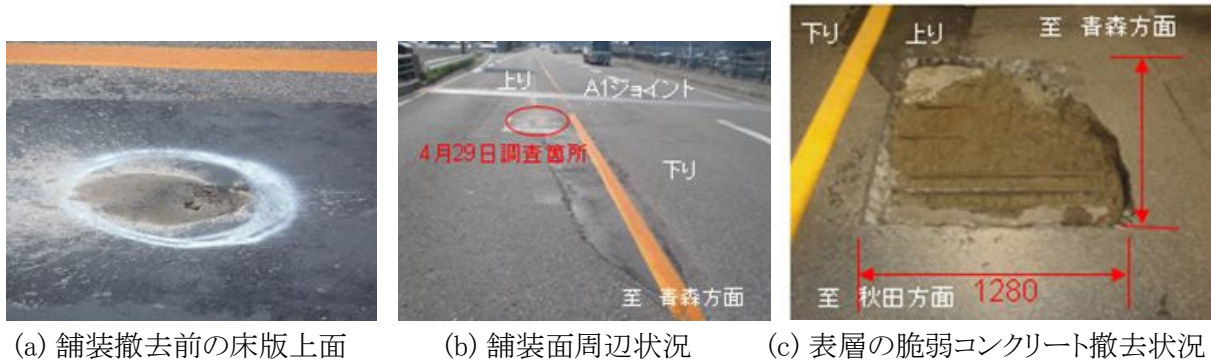 上り
A1ジョイント
4月29日調査箇所
下り
至 青森方面
下り
上り
至 青森方面
至 秋田方面
1280
(a) 舗装撤去前の床版上面
(b) 舗装面周辺状況
(c) 表層の脆弱コンクリート撤去状況